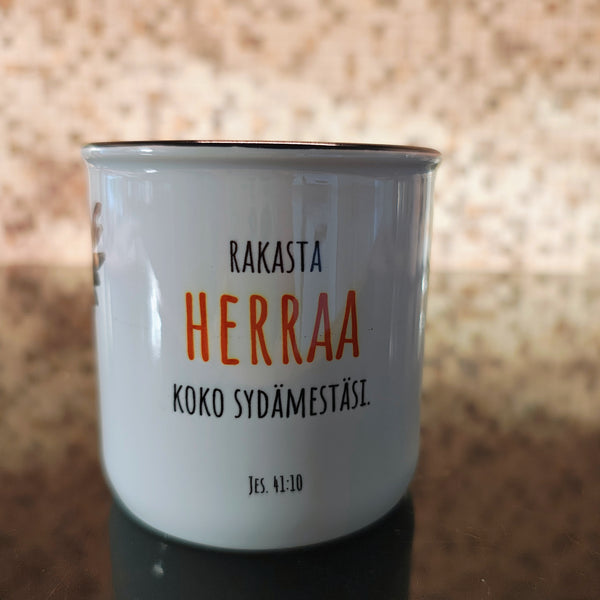 RAKASTA
HERRAA
KOKO SYDÄMESTÄSI.
Jes. 41:10